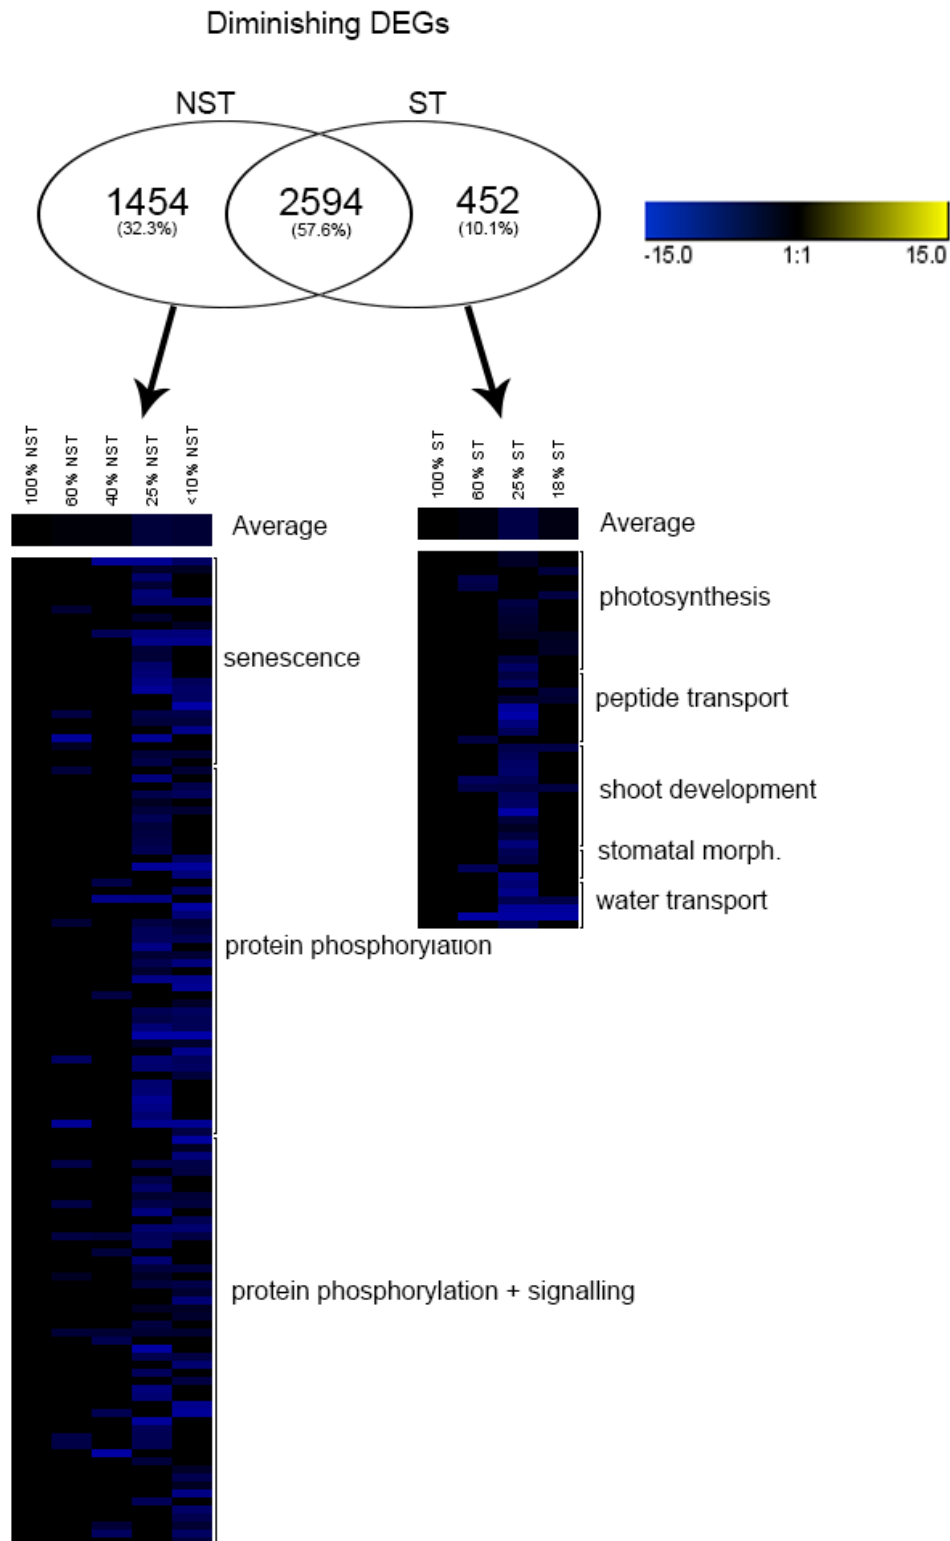 Diminishing DEGs
NST
ST
1454
(32.3%)
2594
(57.6%)
452
(10.1%)
-15.0
1:1
15.0
100% NST
60% NST
40% NST
25% NST
<10% NST
100% ST
60% ST
25% ST
18% ST
Average
senescence
protein phosphorylation
protein phosphorylation + signalling
Average
photosynthesis
peptide transport
shoot development
stomatal morph.
water transport